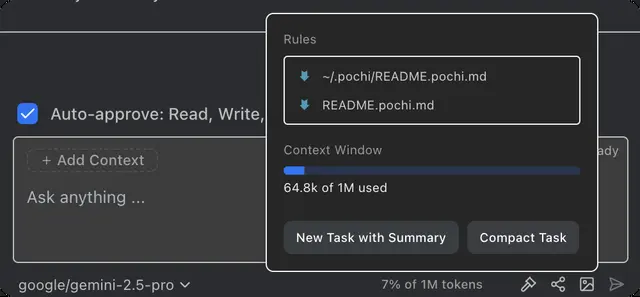 Rules
~/.pochi/README.pochi.md
README.pochi.md
Auto-approve: Read, Write,
Context Window
+ Add Context
64.8k of 1M used
Ask anything ...
New Task with Summary
Compact Task
google/gemini-2.5-pro
7% of 1M tokens